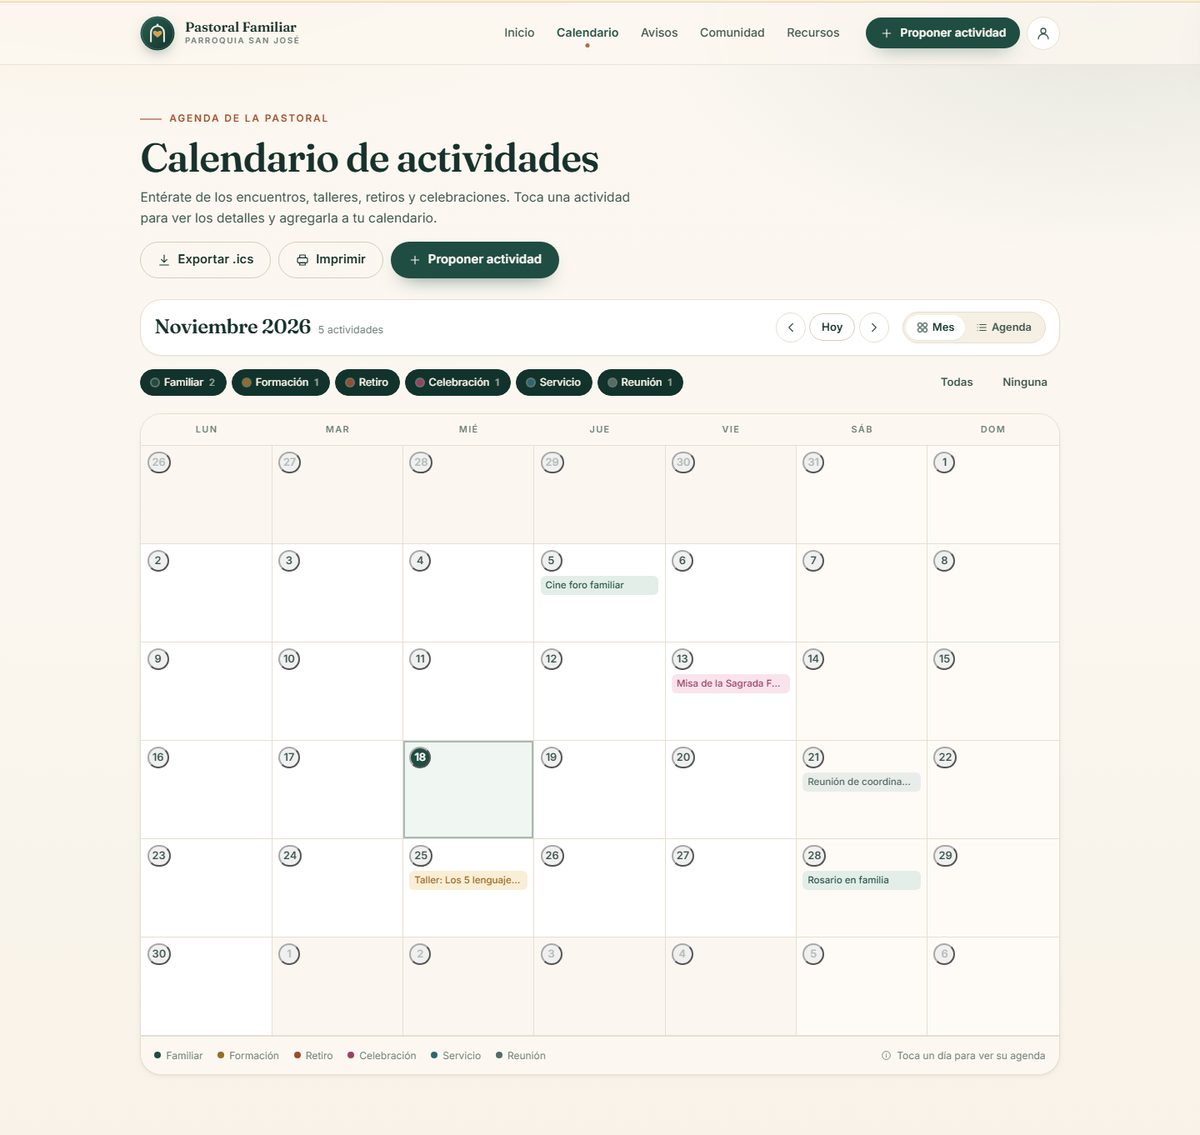 Pastoral Familiar
PARROQUIA SAN JOSÉ
Inicio Calendario Avisos Comunidad Recursos + Proponer actividad
AGENDA DE LA PASTORAL
Calendario de actividades
Entérate de los encuentros, talleres, retiros y celebraciones. Toca una actividad
para ver los detalles y agregarla a tu calendario.
Exportar .ics Imprimir + Proponer actividad
Noviembre 2026 5 actividades Hoy Mes Agenda
Familiar 2 Formación 1 Retiro Celebración 1 Servicio Reunión 1 Todas Ninguna
LUN MAR MIÉ JUE VIE SÁB DOM
26 27 28 29 30 31 1
2 3 4 5 6 7 8
Cine foro familiar
9 10 11 12 13 14 15
Misa de la Sagrada F...
16 17 18 19 20 21 22
Reunión de coordina...
23 24 25 26 27 28 29
Taller: Los 5 lenguaje... Rosario en familia
30 1 2 3 4 5 6
Familiar Formación Retiro Celebración Servicio Reunión Toca un día para ver su agenda